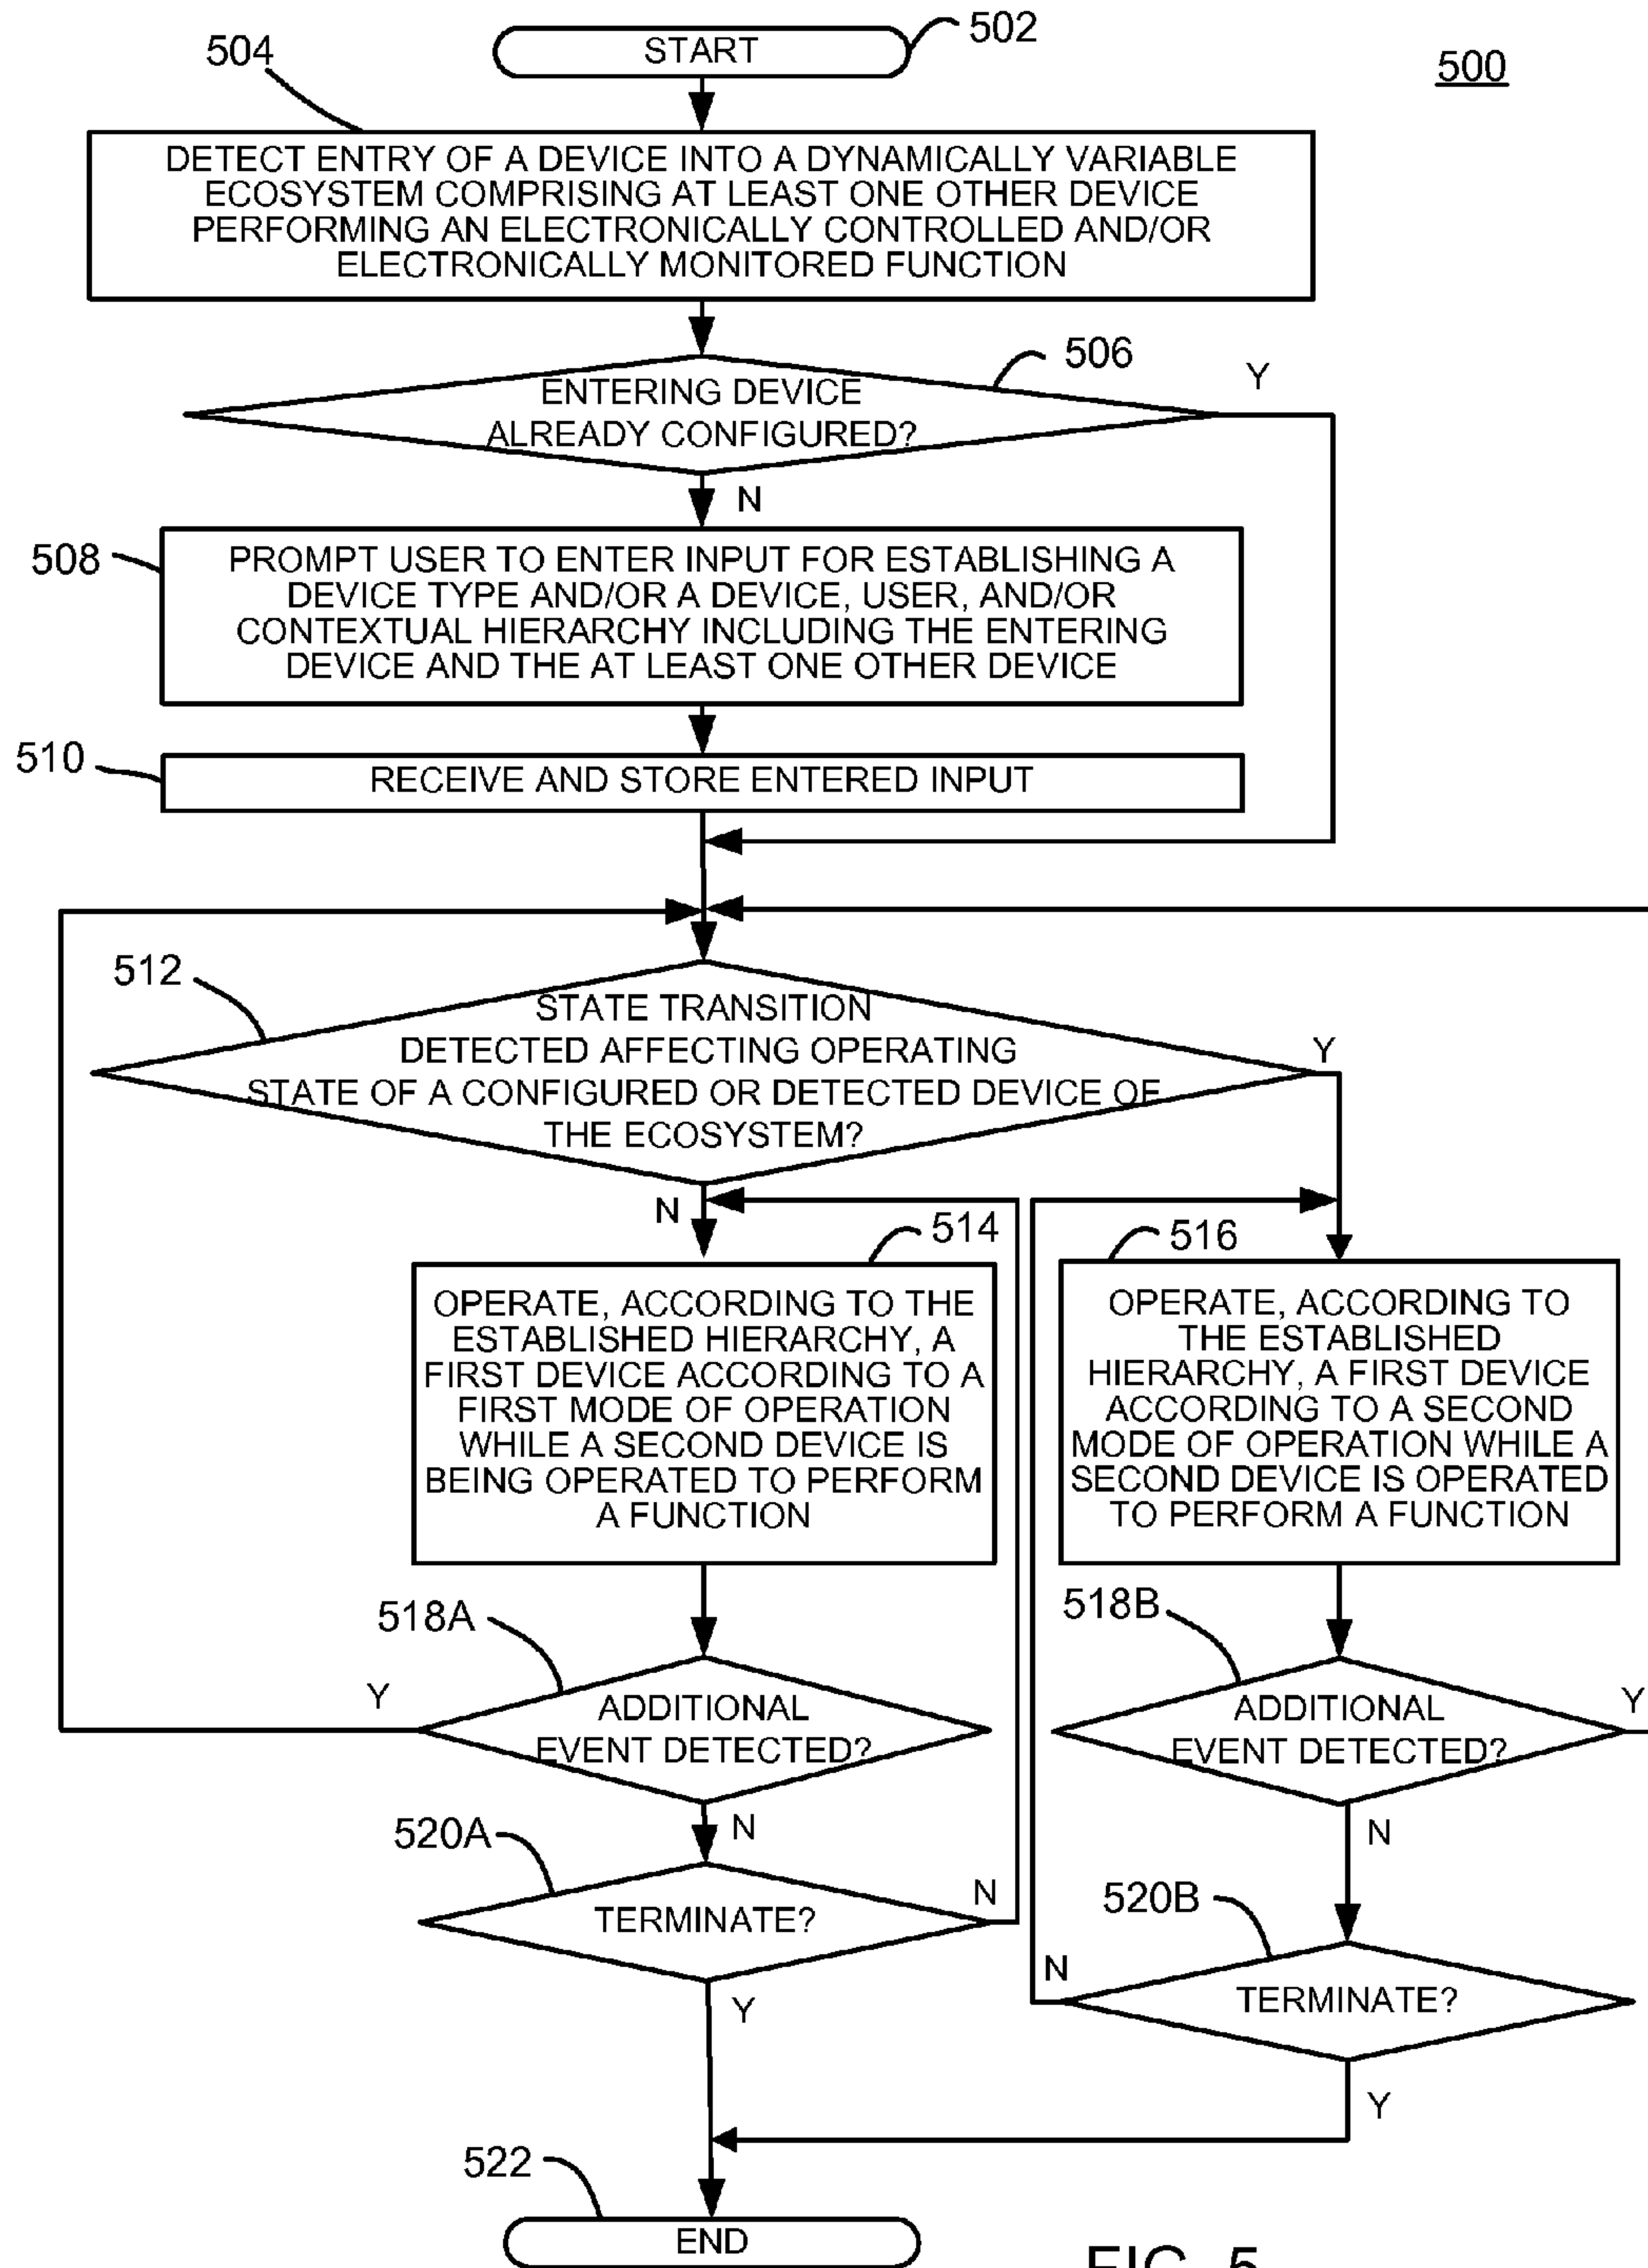 502
START
504
500
DETECT ENTRY OF A DEVICE INTO A DYNAMICALLY VARIABLE
ECOSYSTEM COMPRISING AT LEAST ONE OTHER DEVICE
PERFORMING AN ELECTRONICALLY CONTROLLED AND/OR
ELECTRONICALLY MONITORED FUNCTION
506
Y
ENTERING DEVICE
ALREADY CONFIGURED?
N
508
PROMPT USER TO ENTER INPUT FOR ESTABLISHING A
DEVICE TYPE AND/OR A DEVICE, USER, AND/OR
CONTEXTUAL HIERARCHY INCLUDING THE ENTERING
DEVICE AND THE AT LEAST ONE OTHER DEVICE
510
RECEIVE AND STORE ENTERED INPUT
512
STATE TRANSITION
DETECTED AFFECTING OPERATING
STATE OF A CONFIGURED OR DETECTED DEVICE OF
THE ECOSYSTEM?
Y
N
514
OPERATE, ACCORDING TO THE
ESTABLISHED HIERARCHY, A
FIRST DEVICE ACCORDING TO A
FIRST MODE OF OPERATION
WHILE A SECOND DEVICE IS
BEING OPERATED TO PERFORM
A FUNCTION
516
OPERATE, ACCORDING TO
THE ESTABLISHED
HIERARCHY, A FIRST DEVICE
ACCORDING TO A SECOND
MODE OF OPERATION WHILE A
SECOND DEVICE IS OPERATED
TO PERFORM A FUNCTION
518A
Y
ADDITIONAL
EVENT DETECTED?
N
518B
Y
ADDITIONAL
EVENT DETECTED?
N
520A
TERMINATE?
N
Y
520B
N
TERMINATE?
Y
522
END
FIG. 5